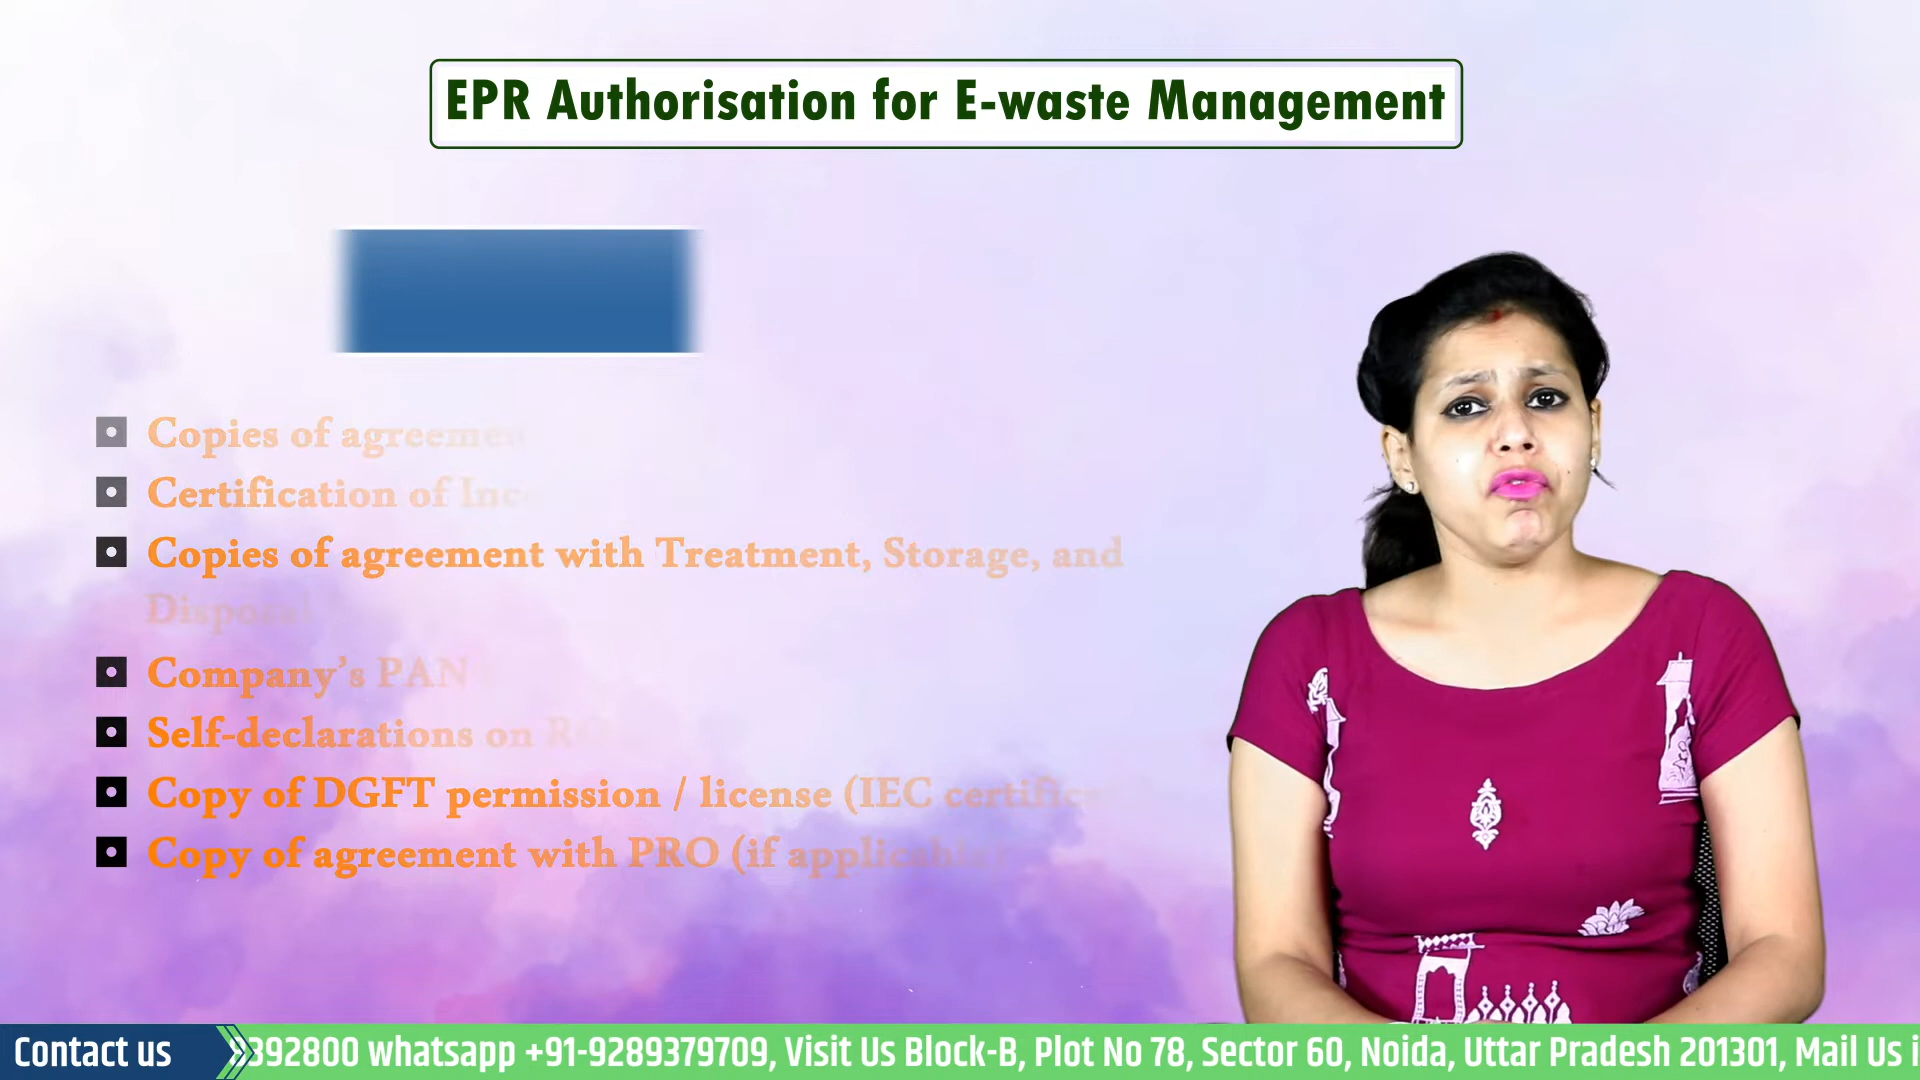 EPR Authorisation for E-waste Management
Copies of agreement
Certification of
Copies of agreement with Treatment, Storage, and
Disposal
Company's PAN
Self-declarations on
Copy of DGFT permission / license (IEC
Copy of agreement with PRO (if applicable)
Contact us
392800 whatsapp +91-9289379709, Visit Us Block-B, Plot No 78, Sector 60, Noida, Uttar Pradesh 201301, Mail Us